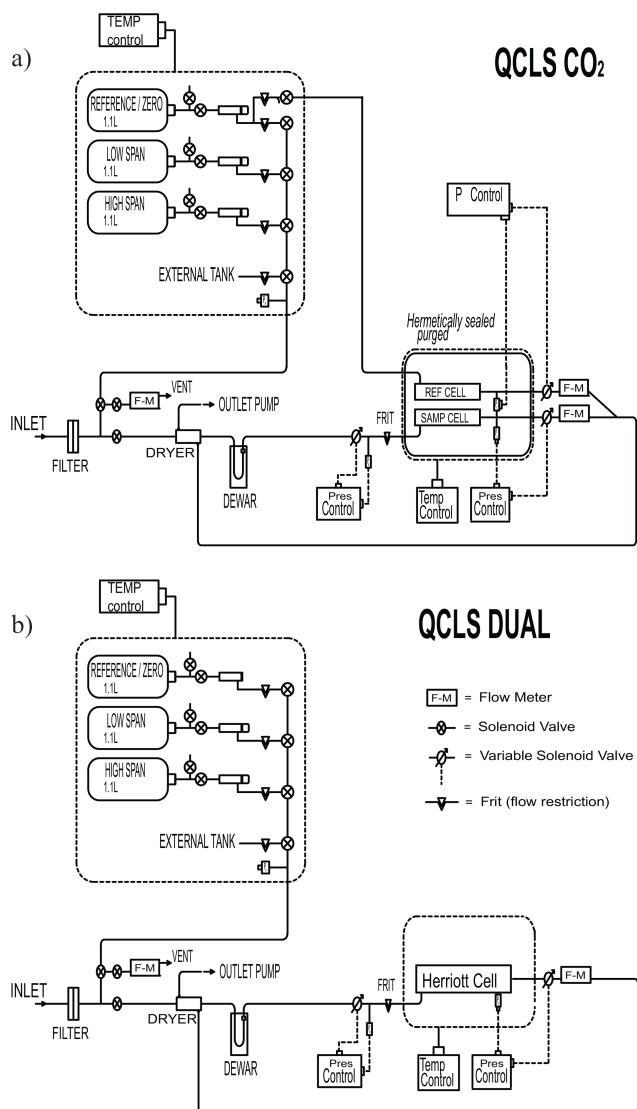 TEMP
control
a)
QCLS CO2
REFERENCE / ZERO
1.1L
LOW SPAN
1.1L
HIGH SPAN
1.1L
P Control
EXTERNAL TANK
Hermetically sealed
purged
REF CELL
F-M
VENT
F-M
SAMP CELL
F-M
OUTLET PUMP
INLET
FRIT
FILTER
DRYER
DEWAR
Pres
Control
Temp
Control
Pres
Control
TEMP
control
b)
QCLS DUAL
REFERENCE / ZERO
1.1L
LOW SPAN
1.1L
HIGH SPAN
1.1L
F-M = Flow Meter
= Solenoid Valve
= Variable Solenoid Valve
= Frit (flow restriction)
EXTERNAL TANK
VENT
F-M
OUTLET PUMP
INLET
FRIT
Herriott Cell
F-M
FILTER
DRYER
DEWAR
Pres
Control
Temp
Control
Pres
Control